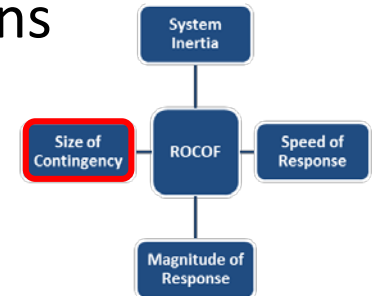 ns
System
Inertia
Size of
Contingency
ROCOF
Speed of
Response
Magnitude of
Response